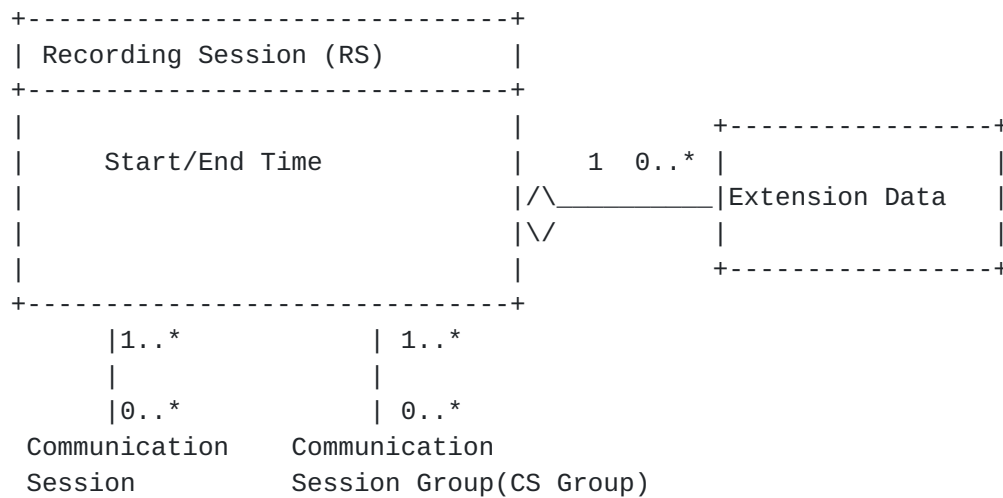 +-------------------------------+
| Recording Session (RS)        |
+-------------------------------+
|                               |            +-----------------+
|     Start/End Time            |    1  0..* |                 |
|                               |/\__________|Extension Data   |
|                               |\/          |                 |
|                               |            +-----------------+
+-------------------------------+
      |1..*            | 1..*
      |                |
      |0..*            | 0..*
 Communication    Communication
 Session          Session Group(CS Group)